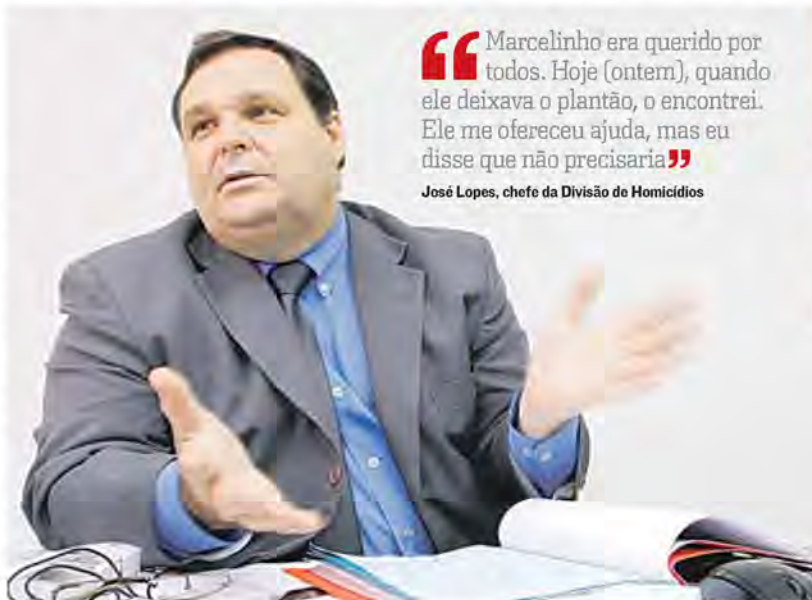 “Marcelinho era querido por
todos. Hoje (ontem), quando
ele deixava o plantão, o encontrei.
Ele me ofereceu ajuda, mas eu
disse que não precisaria”
José Lopes, chefe da Divisão de Homicídios